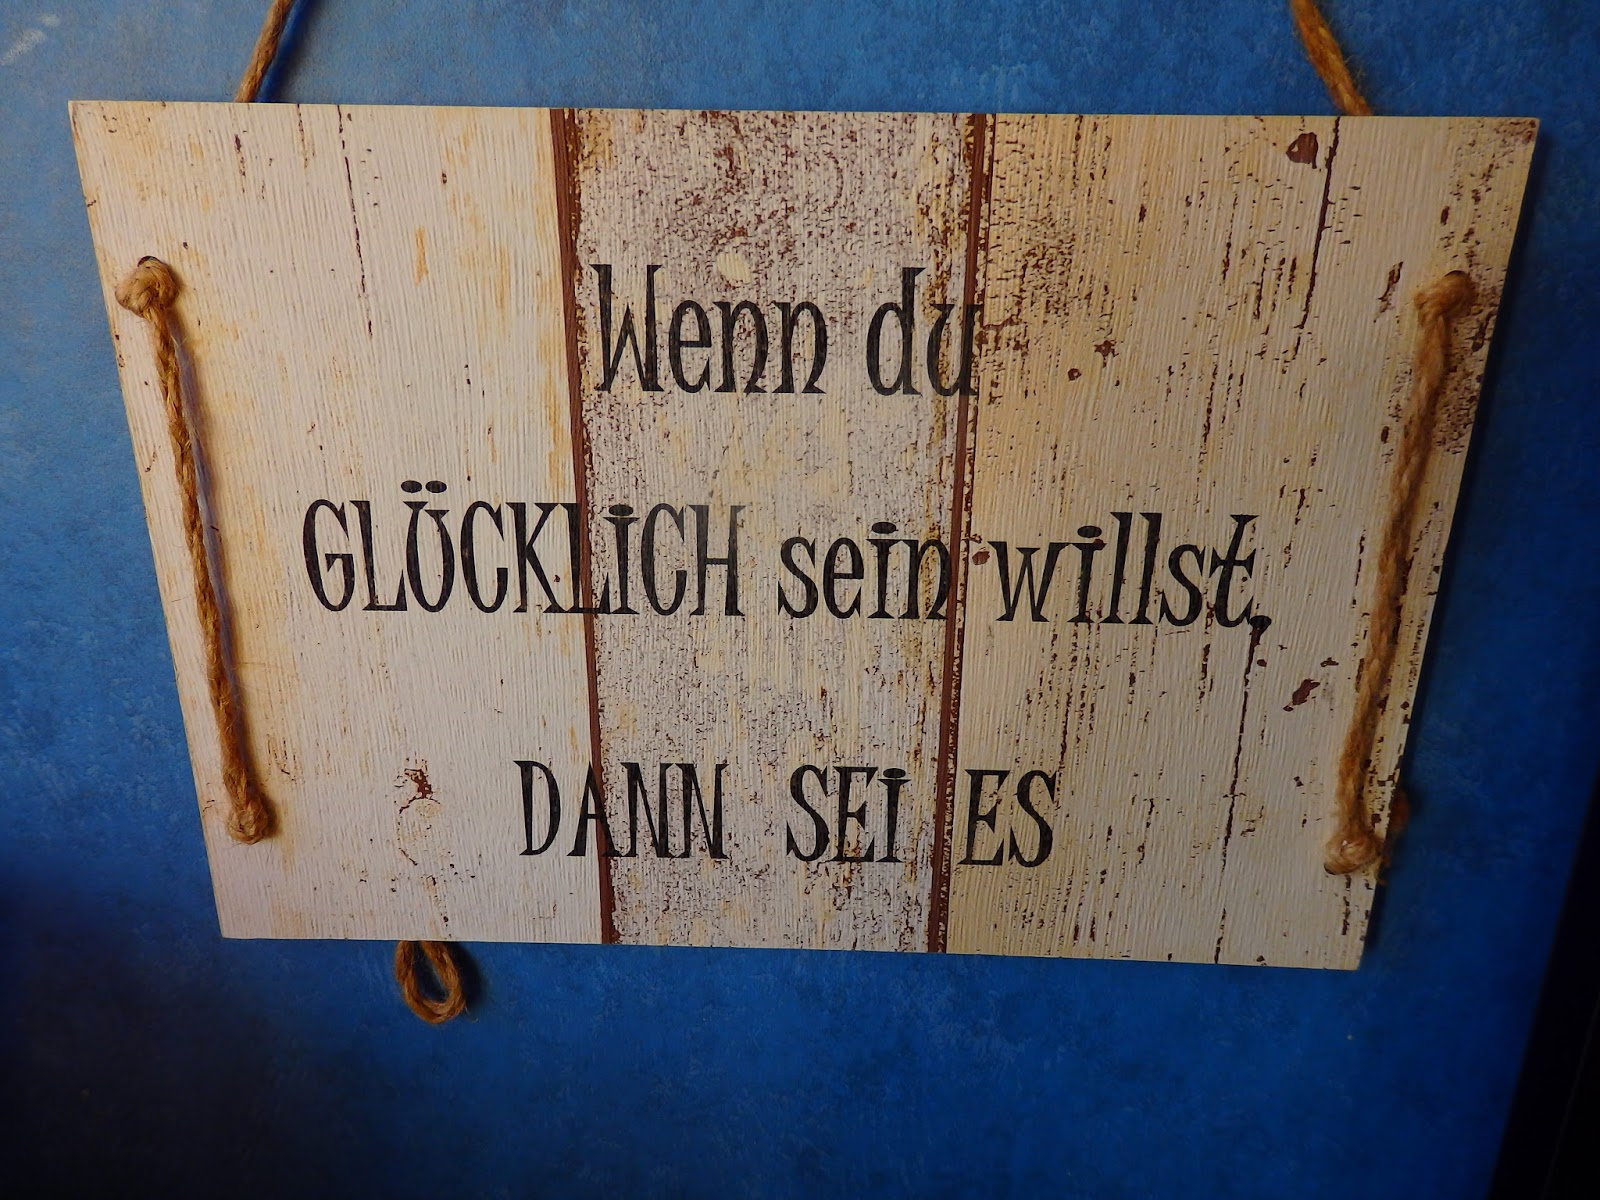 Wenn du
GLÜCKLiCH sein willst,
DANN SEi ES